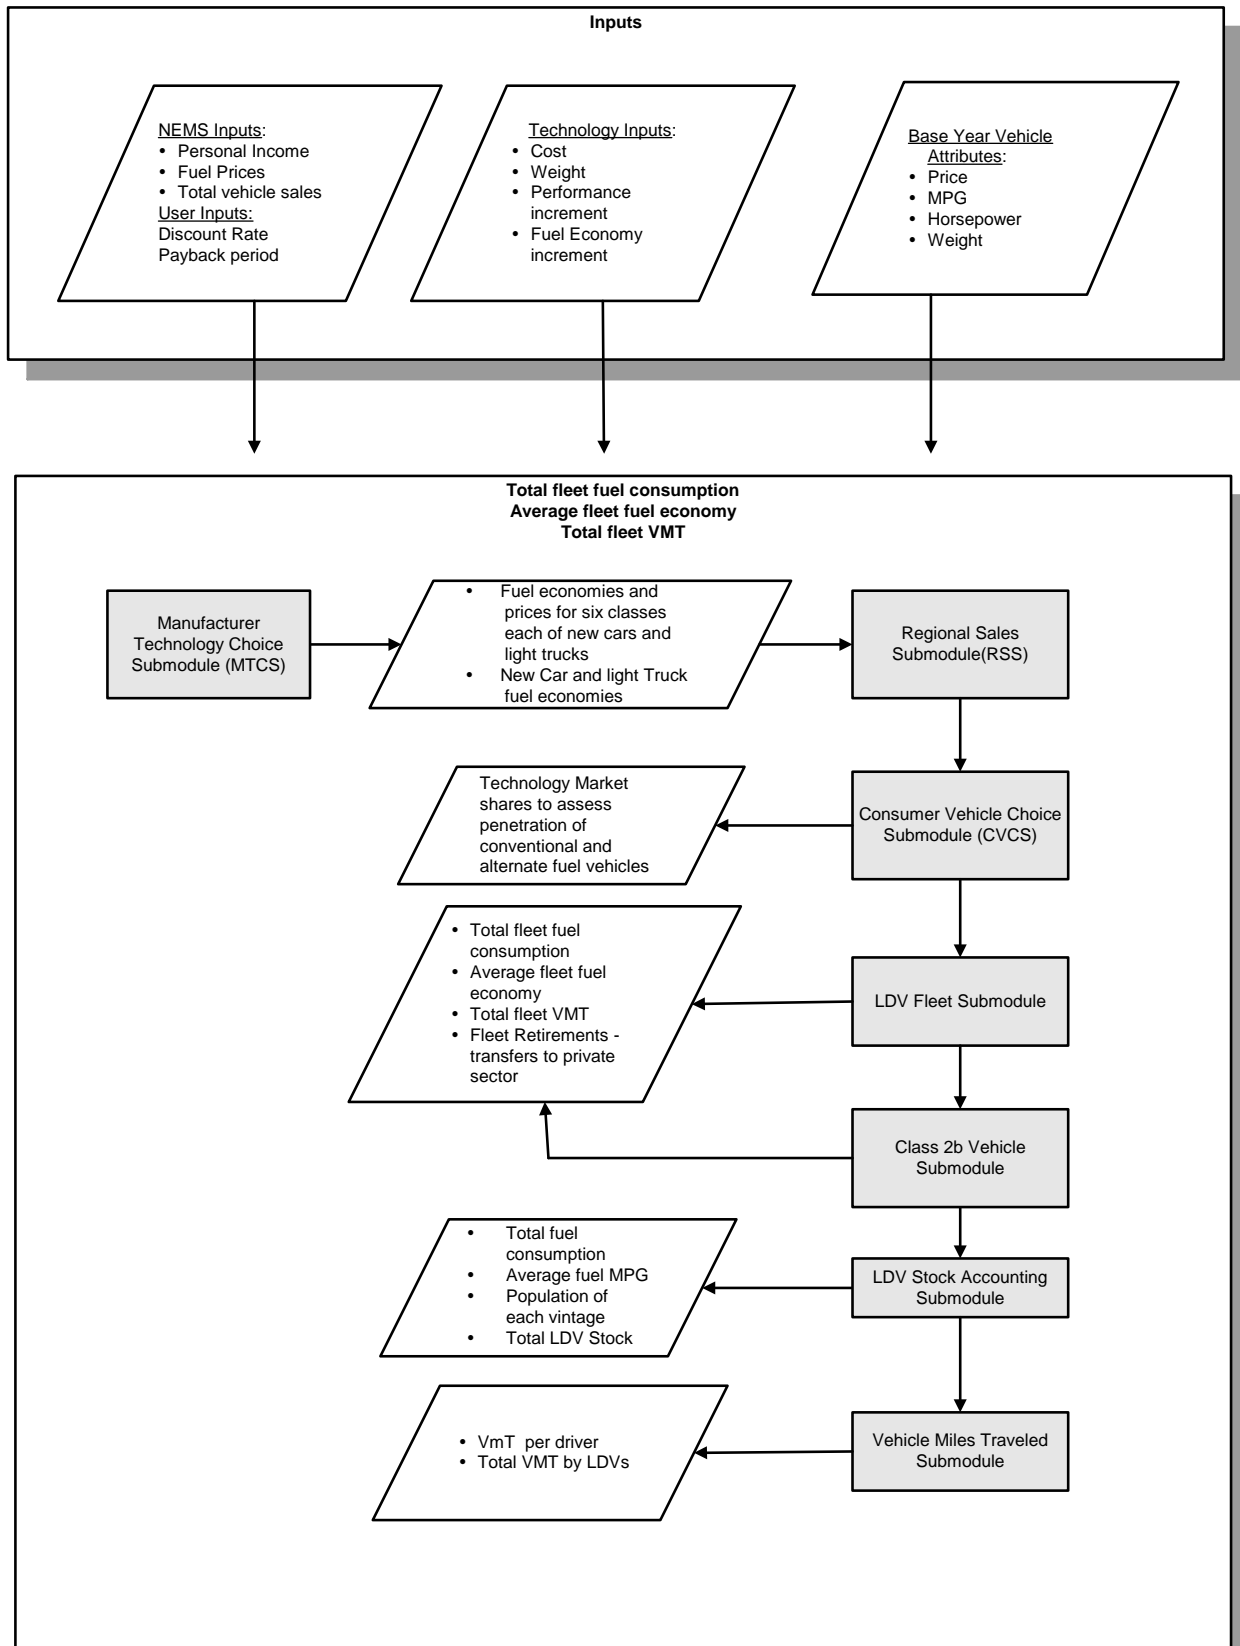 Inputs
NEMS Inputs:
• Personal Income
• Fuel Prices
• Total vehicle sales
User Inputs:
Discount Rate
Payback period
Technology Inputs:
• Cost
• Weight
• Performance
increment
• Fuel Economy
increment
Base Year Vehicle
Attributes:
• Price
• MPG
• Horsepower
• Weight
Total fleet fuel consumption
Average fleet fuel economy
Total fleet VMT
Manufacturer
Technology Choice
Submodule (MTCS)
• Fuel economies and
prices for six classes
each of new cars and
light trucks
• New Car and light Truck
fuel economies
Regional Sales
Submodule(RSS)
Technology Market
shares to assess
penetration of
conventional and
alternate fuel vehicles
Consumer Vehicle Choice
Submodule (CVCS)
• Total fleet fuel
consumption
• Average fleet fuel
economy
• Total fleet VMT
• Fleet Retirements -
transfers to private
sector
LDV Fleet Submodule
Class 2b Vehicle
Submodule
• Total fuel
consumption
• Average fuel MPG
• Population of
each vintage
• Total LDV Stock
LDV Stock Accounting
Submodule
• VmT per driver
• Total VMT by LDVs
Vehicle Miles Traveled
Submodule